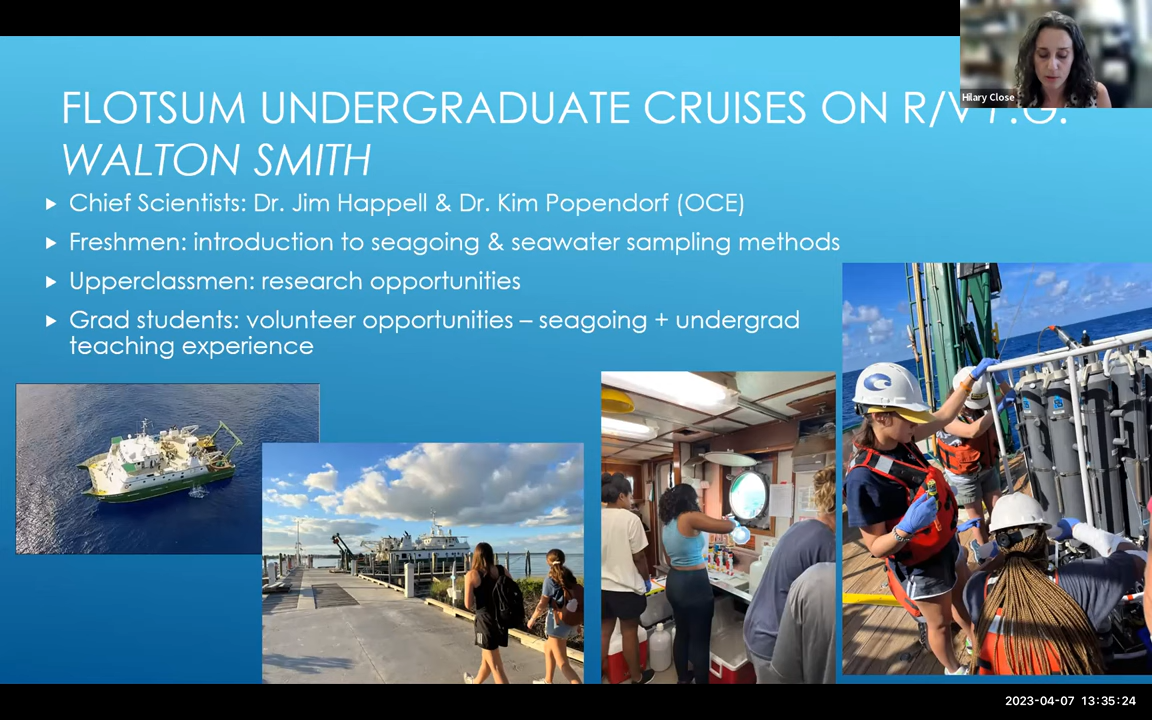 FLOTSUM UNDERGRADUATE CRUISES ON R/V F.G.
WALTON SMITH
Chief Scientists: Dr. Jim Happell & Dr. Kim Popendorf (OCE)
Freshmen: introduction to seagoing & seawater sampling methods
Upperclassmen: research opportunities
Grad students: volunteer opportunities – seagoing + undergrad
teaching experience
Hilary Close
2023-04-07 13:35:24